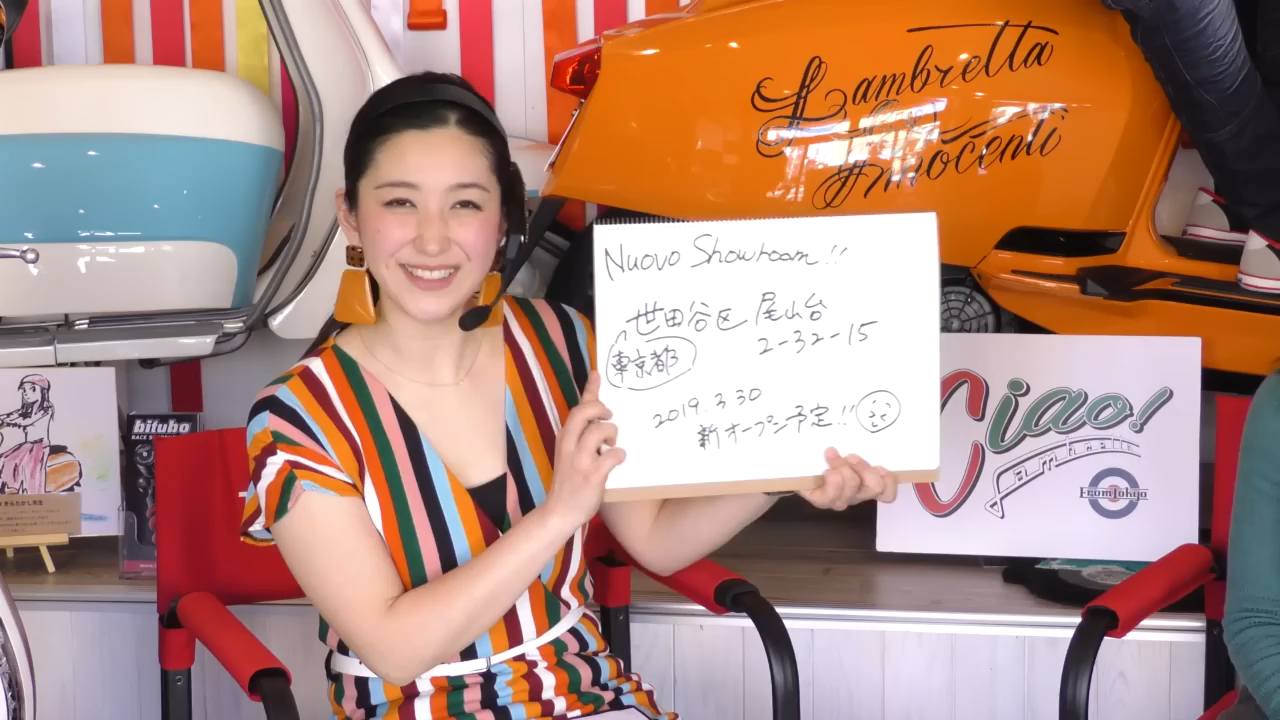 Lambretta
Innocenti
Nuovo Showroom!!
世田谷区 尾山台
2-32-15
東京都
2019.3.30
新オープン予定!!
Ciao!
Lambretta
From Tokyo
bitubo